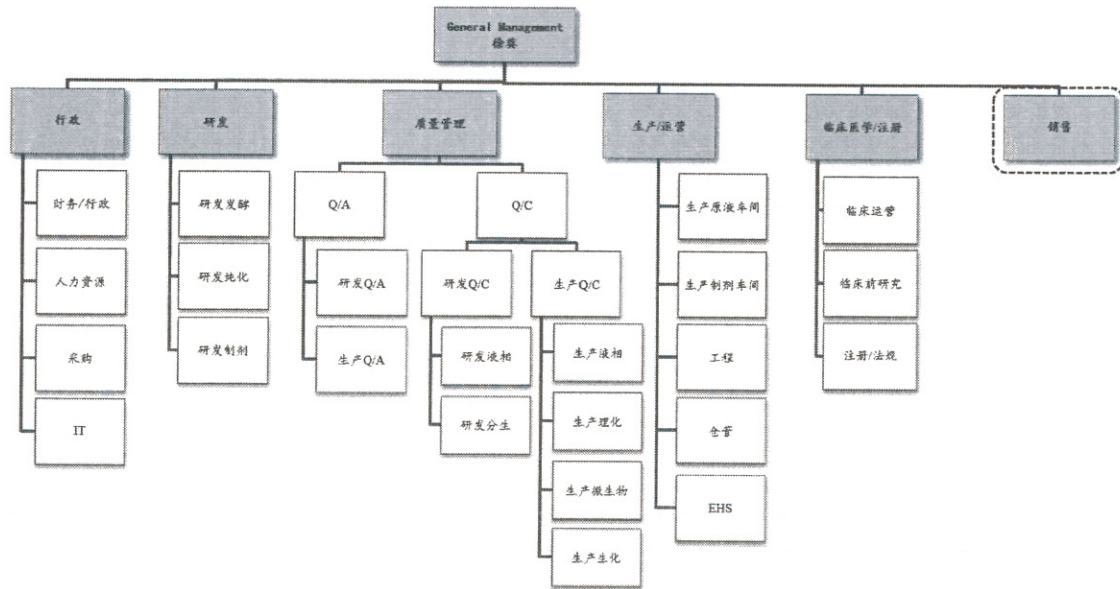 General Management
徐
行政
研发
质量管理
生产/运营
临床医学/注册
销售
财务/行政
人力资源
采购
IT
研发发酵
研发纯化
研发制剂
Q/A
研发Q/A
生产Q/A
Q/C
研发Q/C
研发液相
研发分生
生产Q/C
生产液相
生产理化
生产微生物
生产生化
生产原液车间
生产制剂车间
工程
仓管
EHS
临床运营
临床前研究
注册/法规